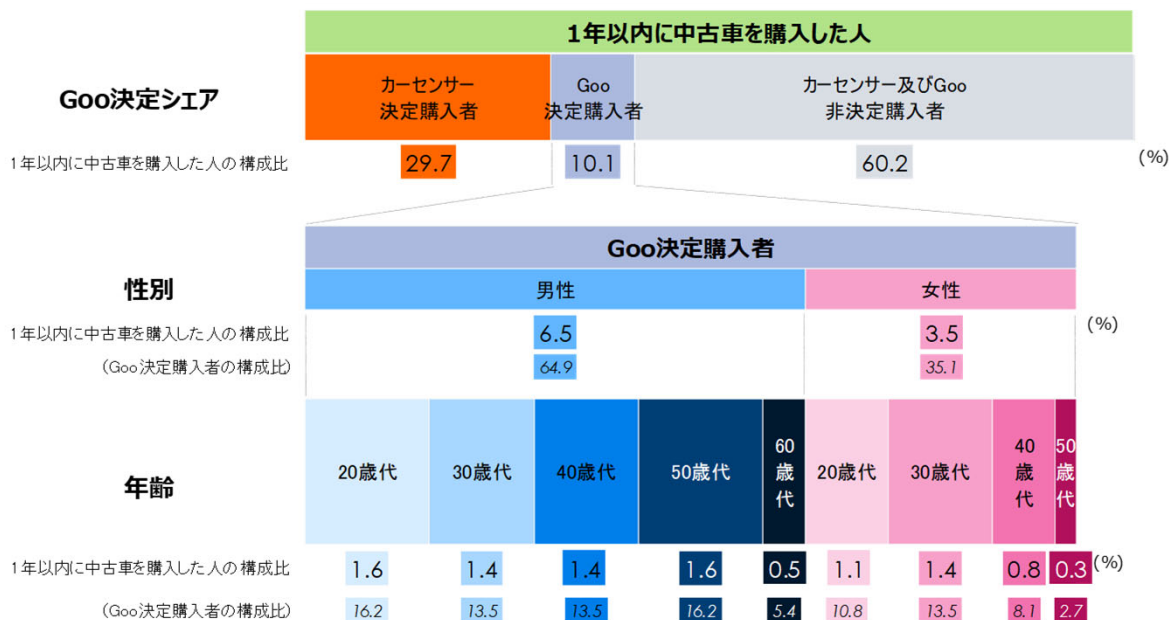 1年以内に中古車を購入した人
Goo決定シェア
カーセンサー
決定購入者
Goo
決定購入者
カーセンサー及びGoo
非決定購入者
1年以内に中古車を購入した人の構成比
29.7
10.1
60.2
(%)
Goo決定購入者
性別
男性
女性
1年以内に中古車を購入した人の構成比
6.5
3.5
(%)
(Goo決定購入者の構成比)
64.9
35.1
年齢
20歳代
30歳代
40歳代
50歳代
60
歳
代
20歳代
30歳代
40
歳
代
50
歳
代
1年以内に中古車を購入した人の構成比
1.6
1.4
1.4
1.6
0.5
1.1
1.4
0.8
0.3
(%)
(Goo決定購入者の構成比)
16.2
13.5
13.5
16.2
5.4
10.8
13.5
8.1
2.7